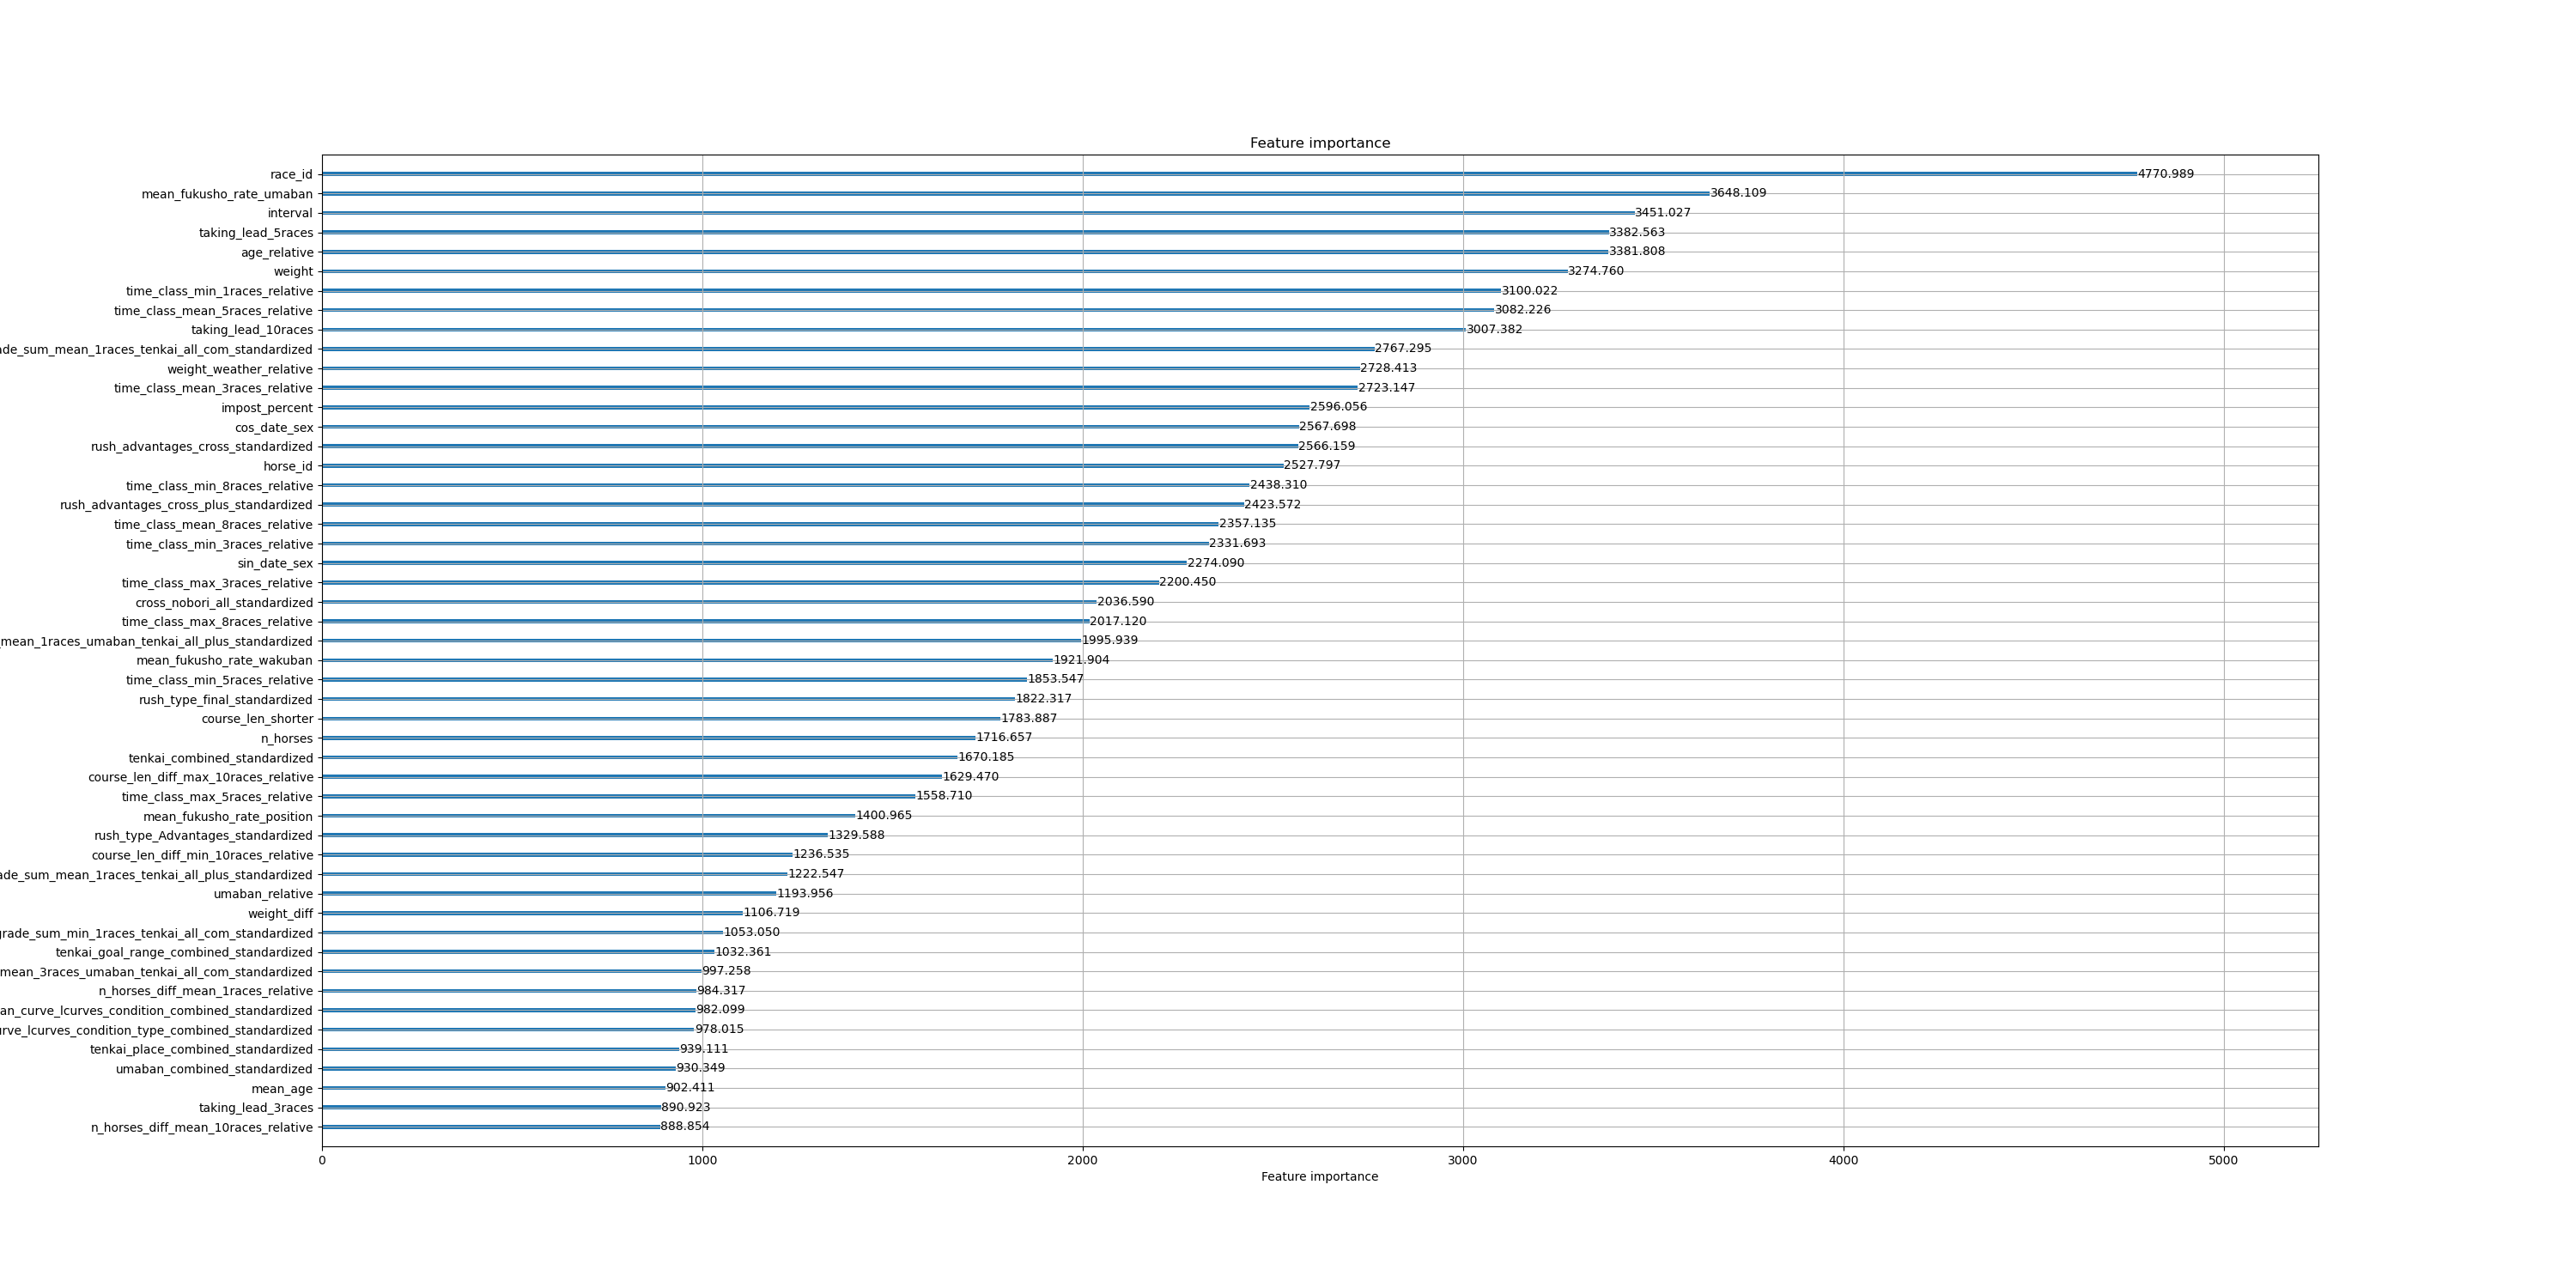 Feature importance
race_id 4770.989
mean_fukusho_rate_umaban 3648.109
interval 3451.027
taking_lead_5races 3382.563
age_relative 3381.808
weight 3274.760
time_class_min_1races_relative 3100.022
time_class_mean_5races_relative 3082.226
taking_lead_10races 3007.382
de_sum_mean_1races_tenkai_all_com_standardized 2767.295
weight_weather_relative 2728.413
time_class_mean_3races_relative 2723.147
impost_percent 2596.056
cos_date_sex 2567.698
rush_advantages_cross_standardized 2566.159
horse_id 2527.797
time_class_min_8races_relative 2438.310
rush_advantages_cross_plus_standardized 2423.572
time_class_mean_8races_relative 2357.135
time_class_min_3races_relative 2331.693
sin_date_sex 2274.090
time_class_max_3races_relative 2200.450
cross_nobori_all_standardized 2036.590
time_class_max_8races_relative 2017.120
mean_1races_umaban_tenkai_all_plus_standardized 1995.939
mean_fukusho_rate_wakuban 1921.904
time_class_min_5races_relative 1853.547
rush_type_final_standardized 1822.317
course_len_shorter 1783.887
n_horses 1716.657
tenkai_combined_standardized 1670.185
course_len_diff_max_10races_relative 1629.470
time_class_max_5races_relative 1558.710
mean_fukusho_rate_position 1400.965
rush_type_Advantages_standardized 1329.588
course_len_diff_min_10races_relative 1236.535
de_sum_mean_1races_tenkai_all_plus_standardized 1222.547
umaban_relative 1193.956
weight_diff 1106.719
grade_sum_min_1races_tenkai_all_com_standardized 1053.050
tenkai_goal_range_combined_standardized 1032.361
mean_3races_umaban_tenkai_all_com_standardized 997.258
n_horses_diff_mean_1races_relative 984.317
an_curve_lcurves_condition_combined_standardized 982.099
rve_lcurves_condition_type_combined_standardized 978.015
tenkai_place_combined_standardized 939.111
umaban_combined_standardized 930.349
mean_age 902.411
taking_lead_3races 890.923
n_horses_diff_mean_10races_relative 888.854
0 1000 2000 3000 4000 5000
Feature importance